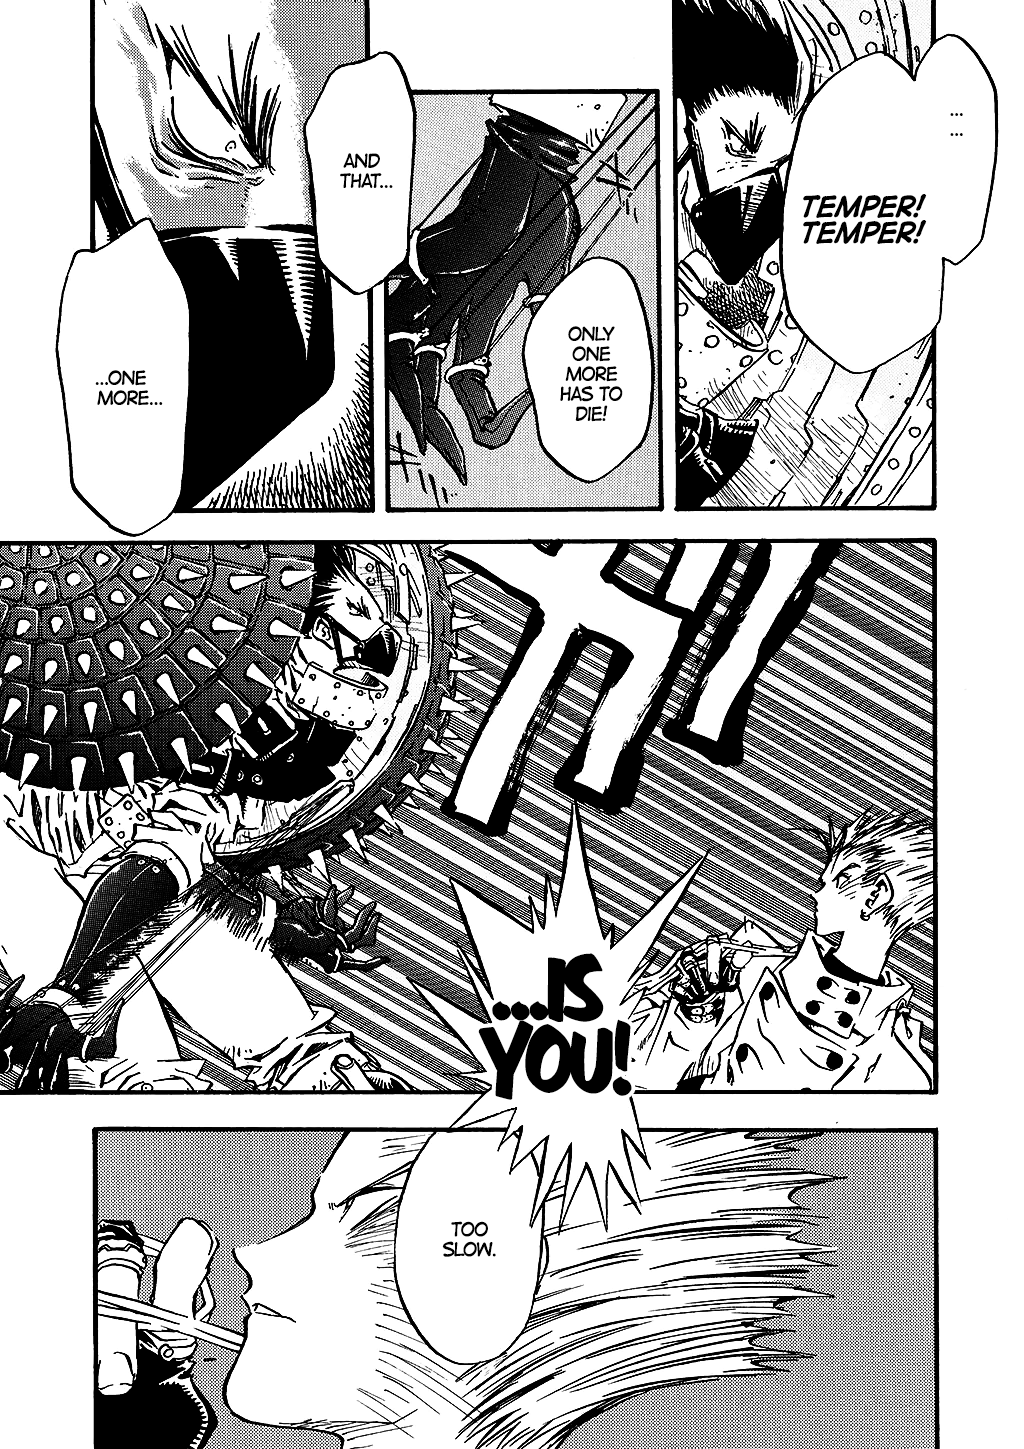 ...
...
TEMPER!
TEMPER!
ONLY
ONE
MORE
HAS TO
DIE!
AND
THAT...
...ONE
MORE...
...IS
YOU!
TOO
SLOW.